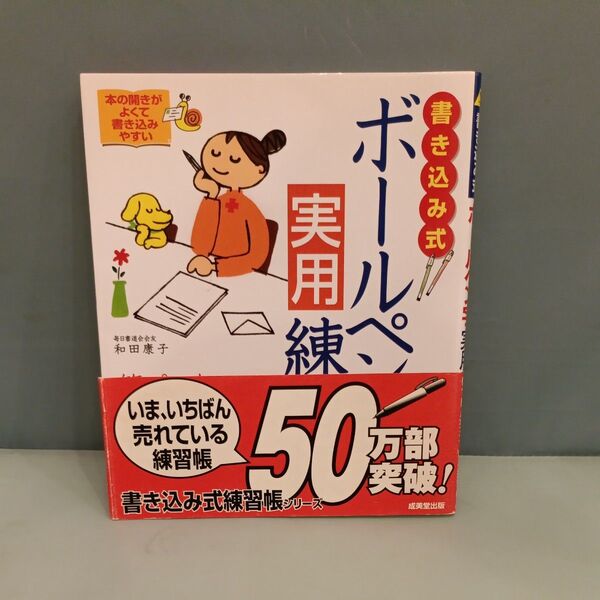 本の開きが
よくて
書き込み
やすい
書き込み式
ボールペン
実用
練
毎日書道会会友
和田康子
いま、いちばん
売れている
練習帳
50万部
突破!
書き込み式練習帳シリーズ
成美堂出版